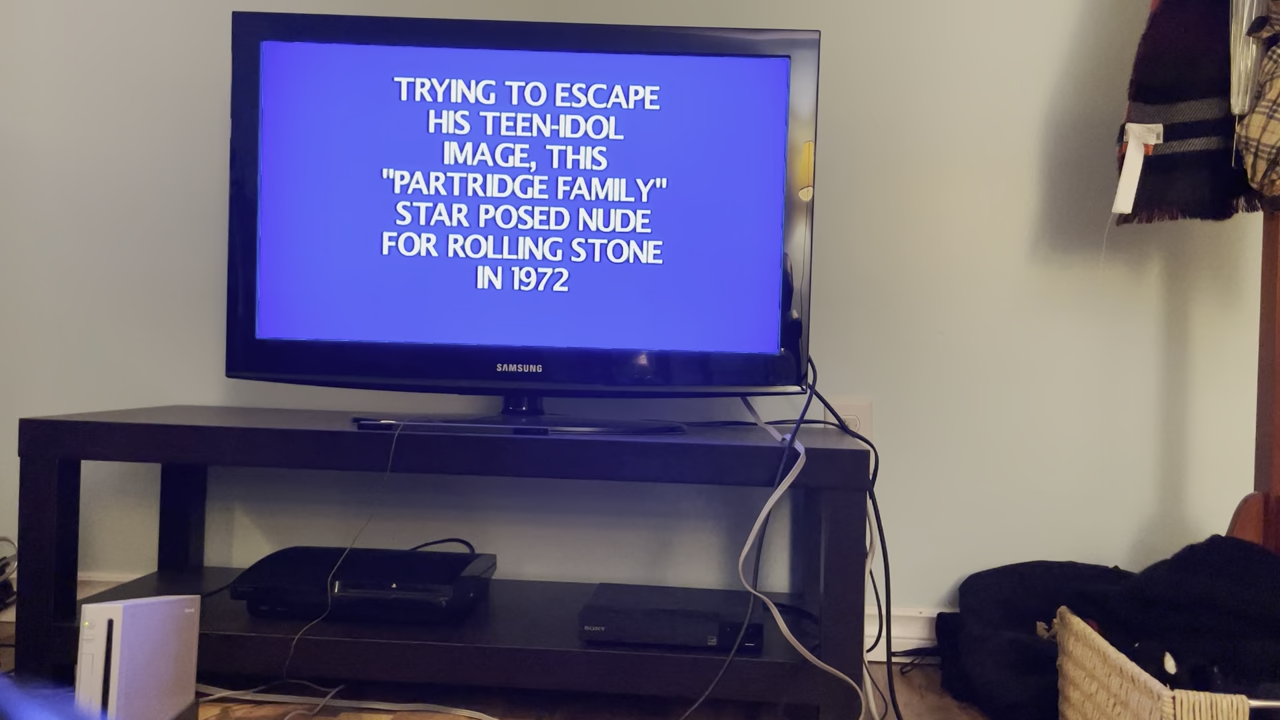 TRYING TO ESCAPE
HIS TEEN-IDOL
IMAGE, THIS
"PARTRIDGE FAMILY"
STAR POSED NUDE
FOR ROLLING STONE
IN 1972
SAMSUNG
SONY